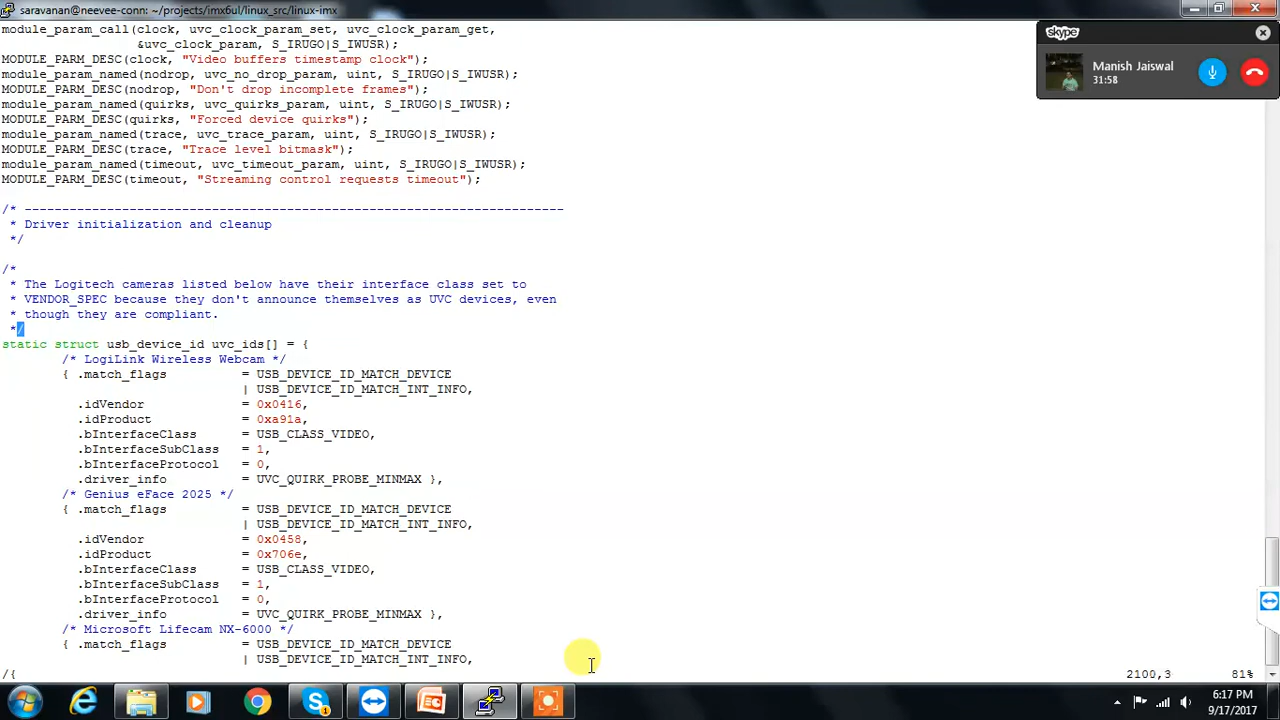 saravanan@neevee-conn: ~/projects/imx6ul/linux_src/linux-imx
module_param_call(clock, uvc_clock_param_set, uvc_clock_param_get,
&uvc_clock_param, S_IRUGO|S_IWUSR);
MODULE_PARM_DESC(clock, "Video buffers timestamp clock");
module_param_named(nodrop, uvc_no_drop_param, uint, S_IRUGO|S_IWUSR);
MODULE_PARM_DESC(nodrop, "Don't drop incomplete frames");
module_param_named(quirks, uvc_quirks_param, uint, S_IRUGO|S_IWUSR);
MODULE_PARM_DESC(quirks, "Forced device quirks");
module_param_named(trace, uvc_trace_param, uint, S_IRUGO|S_IWUSR);
MODULE_PARM_DESC(trace, "Trace level bitmask");
module_param_named(timeout, uvc_timeout_param, uint, S_IRUGO|S_IWUSR);
MODULE_PARM_DESC(timeout, "Streaming control requests timeout");
/* ------------------------------------------------------------------------
* Driver initialization and cleanup
*/
/*
* The Logitech cameras listed below have their interface class set to
* VENDOR_SPEC because they don't announce themselves as UVC devices, even
* though they are compliant.
*/
static struct usb_device_id uvc_ids[] = {
/* LogiLink Wireless Webcam */
{ .match_flags = USB_DEVICE_ID_MATCH_DEVICE
| USB_DEVICE_ID_MATCH_INT_INFO,
.idVendor = 0x0416,
.idProduct = 0xa91a,
.bInterfaceClass = USB_CLASS_VIDEO,
.bInterfaceSubClass = 1,
.bInterfaceProtocol = 0,
.driver_info = UVC_QUIRK_PROBE_MINMAX },
/* Genius eFace 2025 */
{ .match_flags = USB_DEVICE_ID_MATCH_DEVICE
| USB_DEVICE_ID_MATCH_INT_INFO,
.idVendor = 0x0458,
.idProduct = 0x706e,
.bInterfaceClass = USB_CLASS_VIDEO,
.bInterfaceSubClass = 1,
.bInterfaceProtocol = 0,
.driver_info = UVC_QUIRK_PROBE_MINMAX },
/* Microsoft Lifecam NX-6000 */
{ .match_flags = USB_DEVICE_ID_MATCH_DEVICE
| USB_DEVICE_ID_MATCH_INT_INFO,
/{ 2100,3 81%
skype
Manish Jaiswal
31:58
6:17 PM
9/17/2017